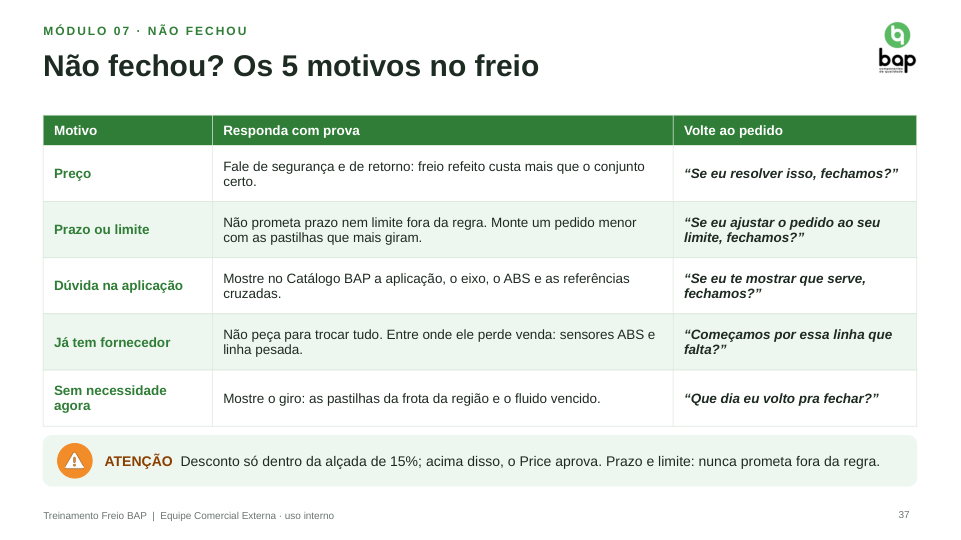 MÓDULO 07 · NÃO FECHOU
Não fechou? Os 5 motivos no freio
bap
Motivo
Responda com prova
Volte ao pedido
Preço
Fale de segurança e de retorno: freio refeito custa mais que o conjunto
certo.
“Se eu resolver isso, fechamos?”
Prazo ou limite
Não prometa prazo nem limite fora da regra. Monte um pedido menor
com as pastilhas que mais giram.
“Se eu ajustar o pedido ao seu
limite, fechamos?”
Dúvida na aplicação
Mostre no Catálogo BAP a aplicação, o eixo, o ABS e as referências
cruzadas.
“Se eu te mostrar que serve,
fechamos?”
Já tem fornecedor
Não peça para trocar tudo. Entre onde ele perde venda: sensores ABS e
linha pesada.
“Começamos por essa linha que
falta?”
Sem necessidade
agora
Mostre o giro: as pastilhas da frota da região e o fluido vencido.
“Que dia eu volto pra fechar?”
ATENÇÃO Desconto só dentro da alçada de 15%; acima disso, o Price aprova. Prazo e limite: nunca prometa fora da regra.
Treinamento Freio BAP | Equipe Comercial Externa · uso interno
37